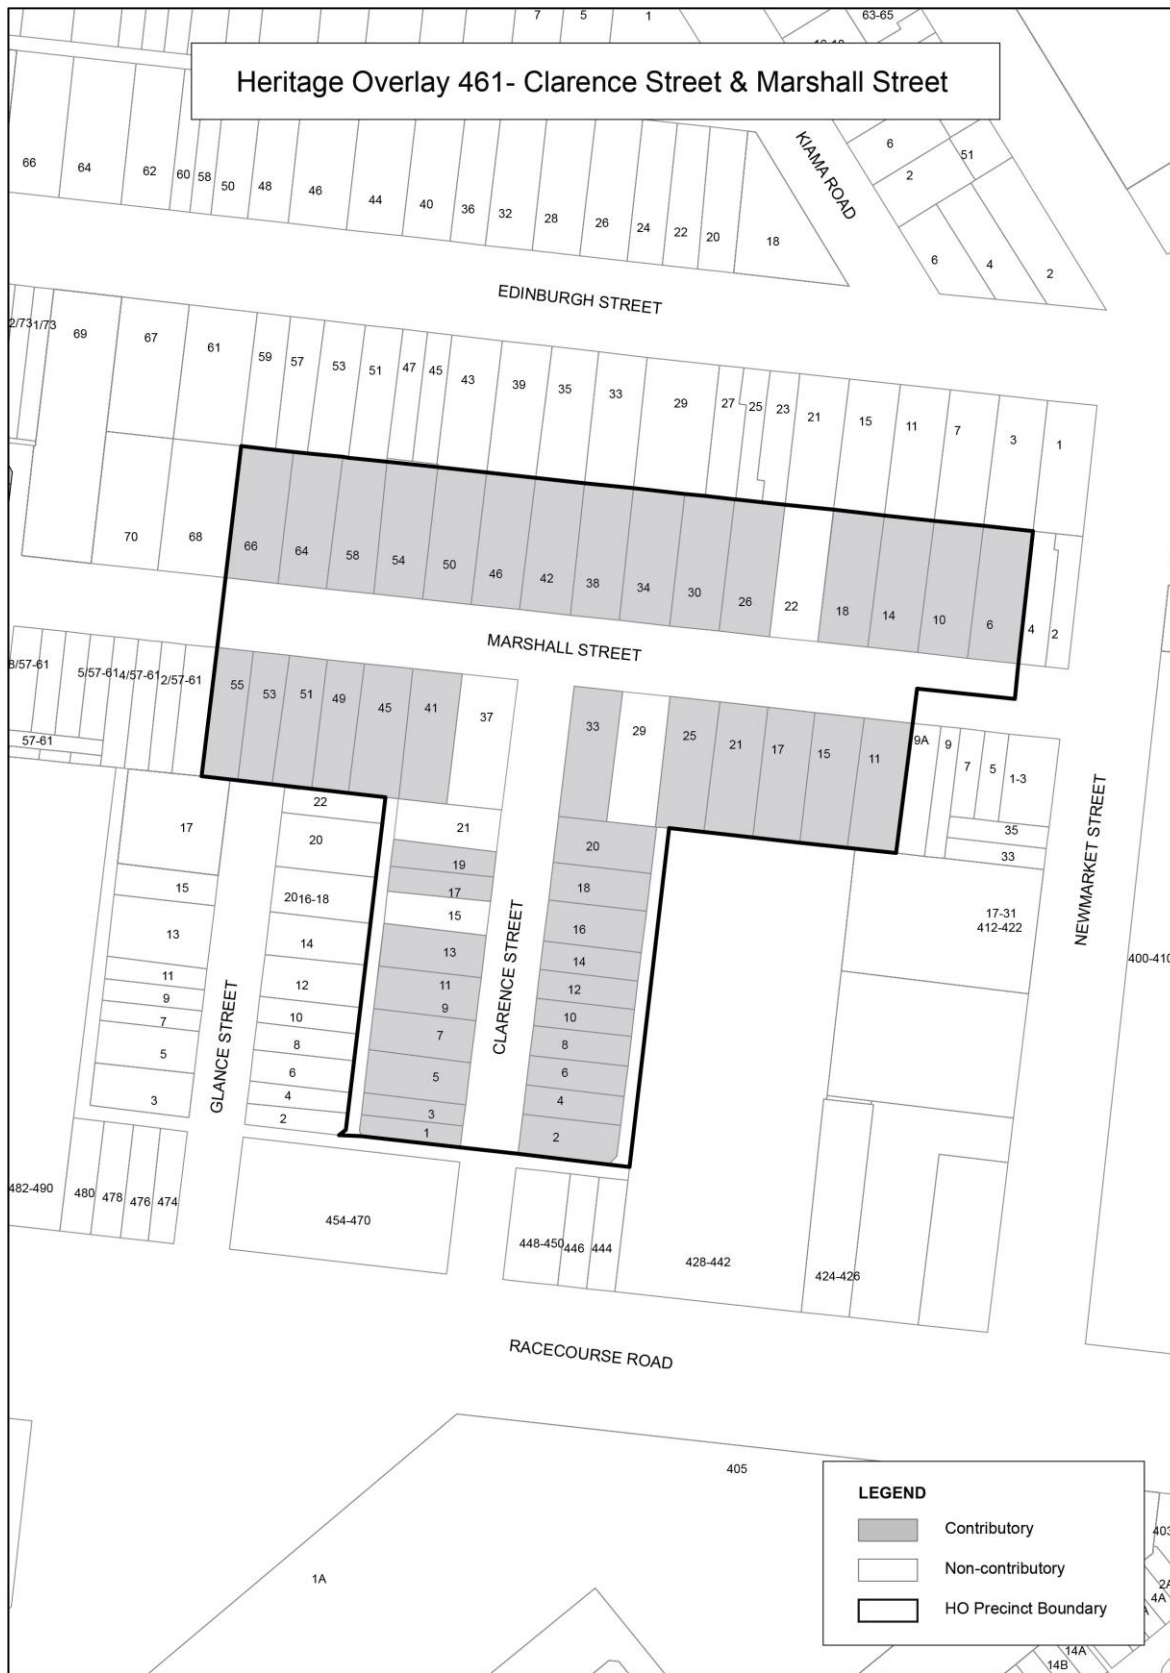 7 5 1 63-65
Heritage Overlay 461- Clarence Street & Marshall Street
66 64 62 60 58 50 48 46 44 40 36 32 28 26 24 22 20 18
KIAMA ROAD
6 2 51
6 4 2
EDINBURGH STREET
2/73 1/73 69 67 61 59 57 53 51 47 45 43 39 35 33 29 27 25 23 21 15 11 7 3 1
70 68 66 64 58 54 50 46 42 38 34 30 26 22 18 14 10 6 4 2
MARSHALL STREET
8/57-61 5/57-61 4/57-61 2/57-61 55 53 51 49 45 41 37 33 29 25 21 17 15 11 9A 9 7 5 1-3
57-61
35
33
NEWMARKET STREET
17-31
412-422
400-410
17
15
13
11
9
7
5
3
GLANCE STREET
22
20
2016-18
14
12
10
8
6
4
2
21
19
17
15
13
11
9
7
5
3
1
CLARENCE STREET
20
18
16
14
12
10
8
6
4
2
482-490 480 478 476 474
454-470
448-450 446 444
428-442
424-426
RACECOURSE ROAD
405
1A
LEGEND
Contributory
Non-contributory
HO Precinct Boundary
403
2A
4A
14A
14B